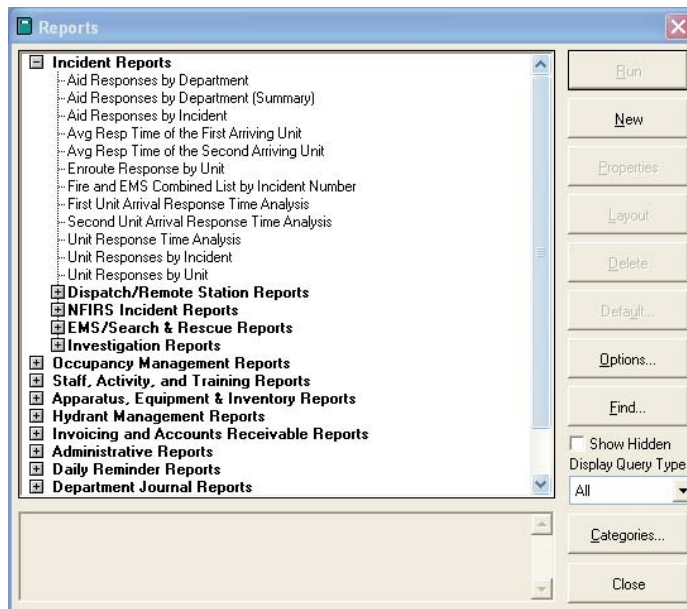 Reports
Incident Reports
Aid Responses by Department
Aid Responses by Department (Summary)
Aid Responses by Incident
Avg Resp Time of the First Arriving Unit
Avg Resp Time of the Second Arriving Unit
Enroute Response by Unit
Fire and EMS Combined List by Incident Number
First Unit Arrival Response Time Analysis
Second Unit Arrival Response Time Analysis
Unit Response Time Analysis
Unit Responses by Incident
Unit Responses by Unit
Dispatch/Remote Station Reports
NFIRS Incident Reports
EMS/Search & Rescue Reports
Investigation Reports
Occupancy Management Reports
Staff, Activity, and Training Reports
Apparatus, Equipment & Inventory Reports
Hydrant Management Reports
Invoicing and Accounts Receivable Reports
Administrative Reports
Daily Reminder Reports
Department Journal Reports
Run
New
Properties
Layout
Delete
Default...
Options...
Find...
Show Hidden
Display Query Type
All
Categories...
Close